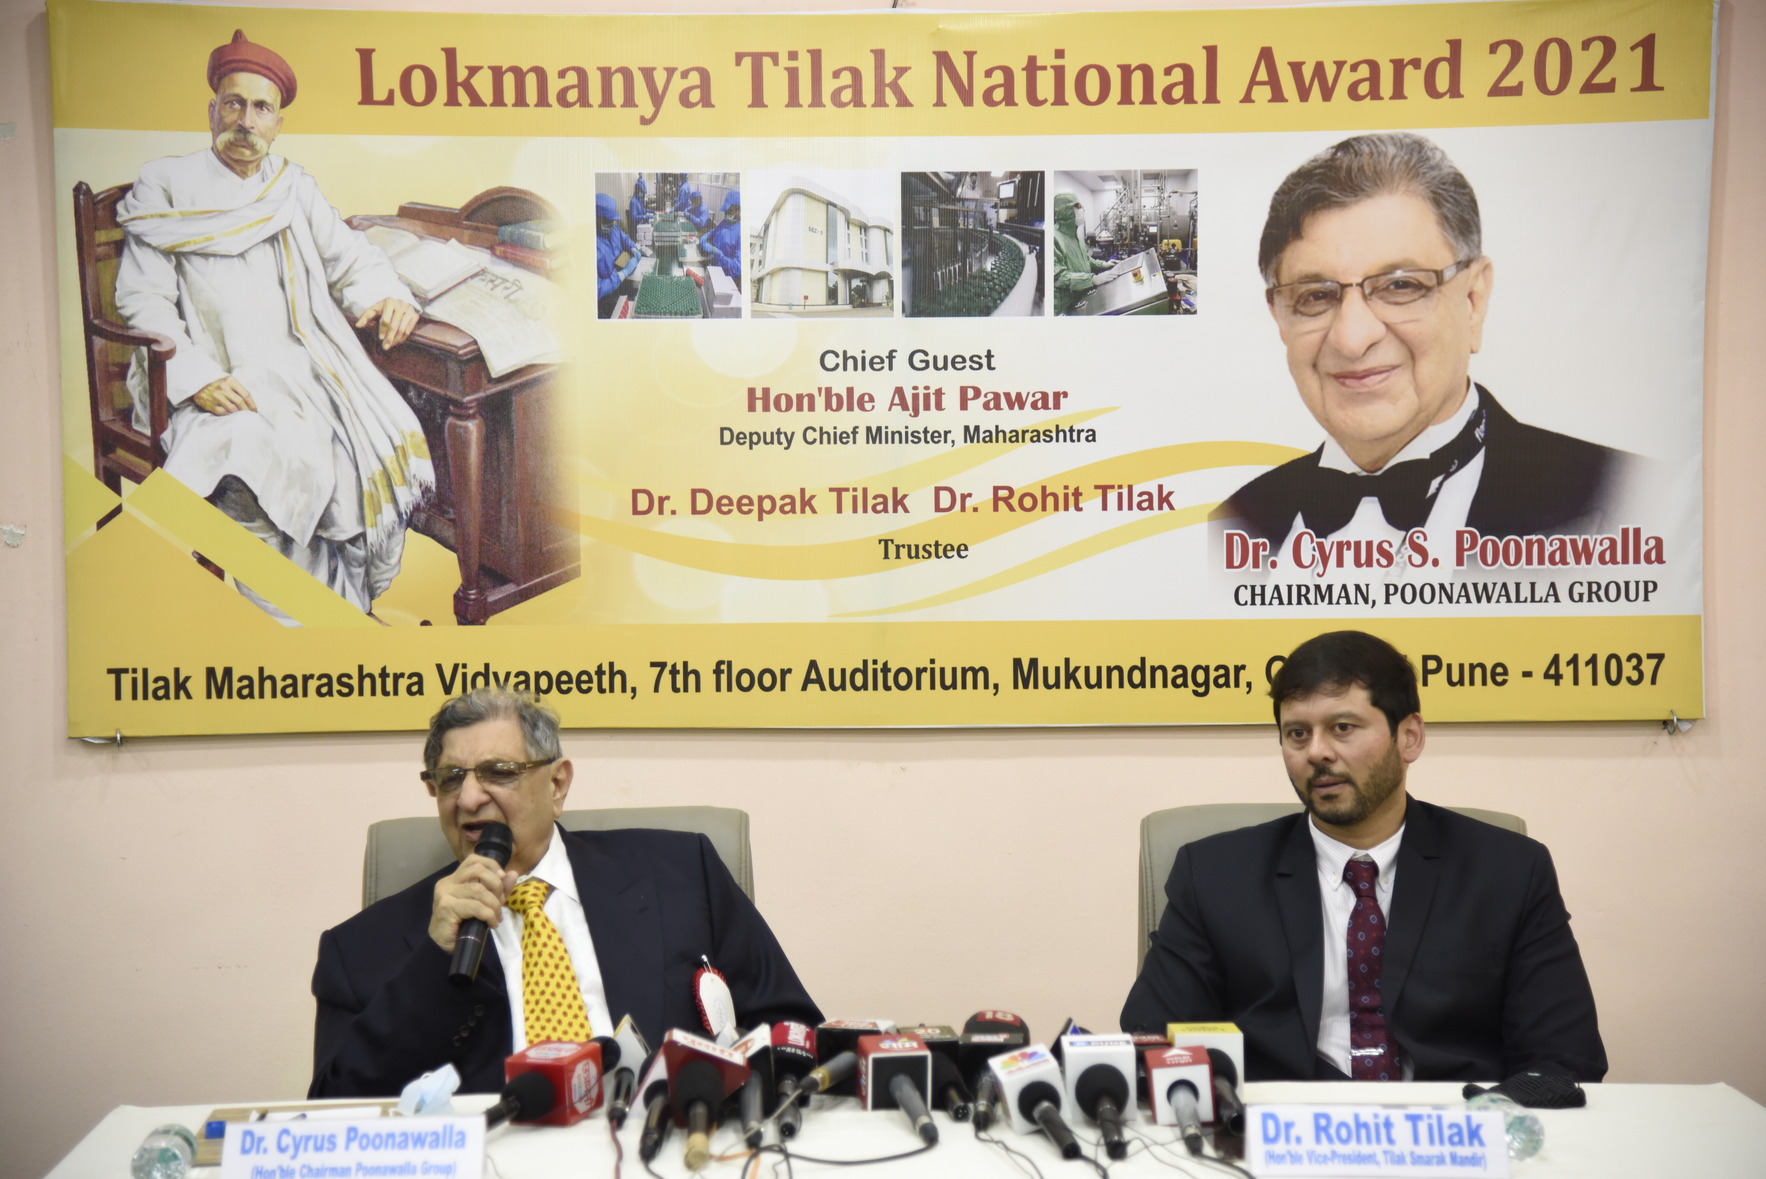 Lokmanya Tilak National Award 2021
Chief Guest
Hon'ble Ajit Pawar
Deputy Chief Minister, Maharashtra
Dr. Deepak Tilak Dr. Rohit Tilak
Trustee
Dr. Cyrus S. Poonawalla
CHAIRMAN, POONAWALLA GROUP
Tilak Maharashtra Vidyapeeth, 7th floor Auditorium, Mukundnagar, Pune - 411037
18
20
Dr. Cyrus Poonawalla
(Hon'ble Chairman Poonawalla Group)
Dr. Rohit Tilak
(Hon'ble Vice-President, Tilak Smarak Mandir)